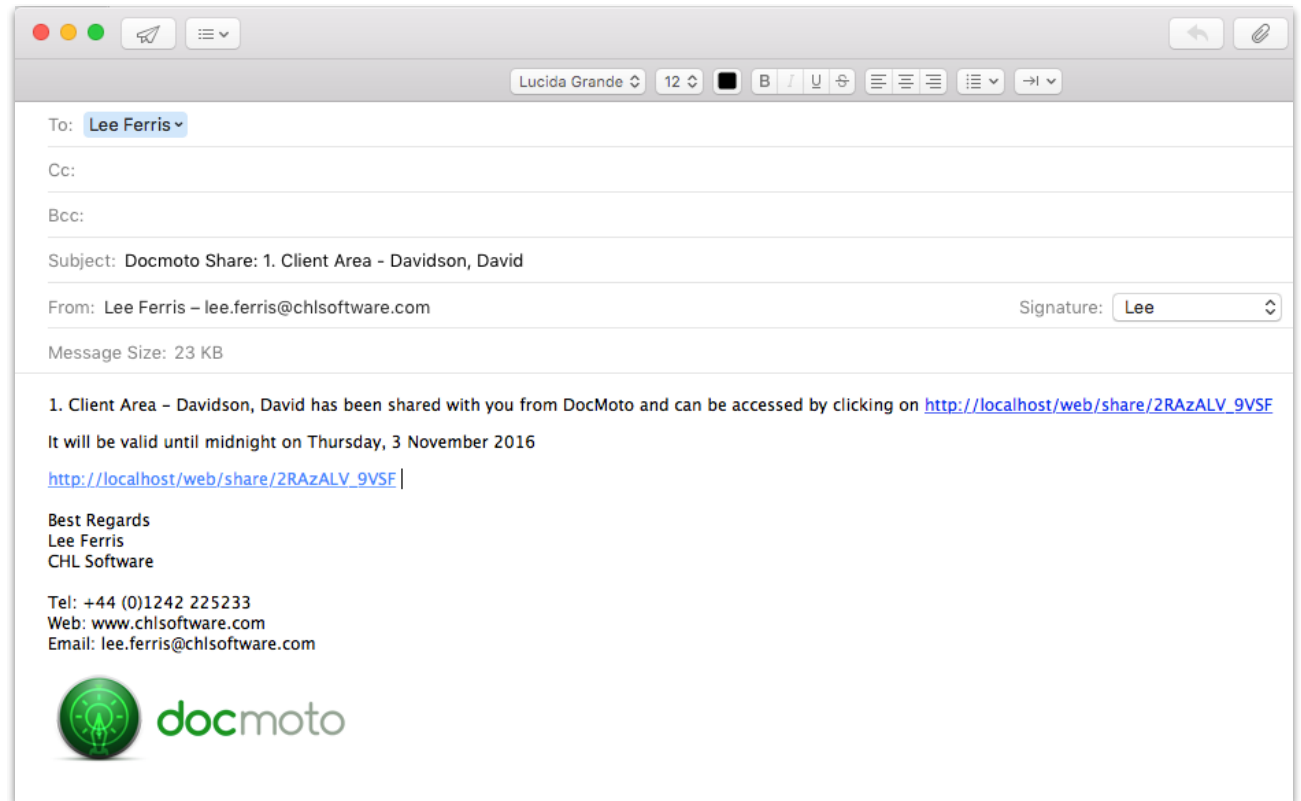 Lucida Grande 12 B I U S
To: Lee Ferris
Cc:
Bcc:
Subject: Docmoto Share: 1. Client Area - Davidson, David
From: Lee Ferris – lee.ferris@chlsoftware.com Signature: Lee
Message Size: 23 KB
1. Client Area – Davidson, David has been shared with you from DocMoto and can be accessed by clicking on http://localhost/web/share/2RAzALV_9VSF
It will be valid until midnight on Thursday, 3 November 2016
http://localhost/web/share/2RAzALV_9VSF
Best Regards
Lee Ferris
CHL Software
Tel: +44 (0)1242 225233
Web: www.chlsoftware.com
Email: lee.ferris@chlsoftware.com
docmoto